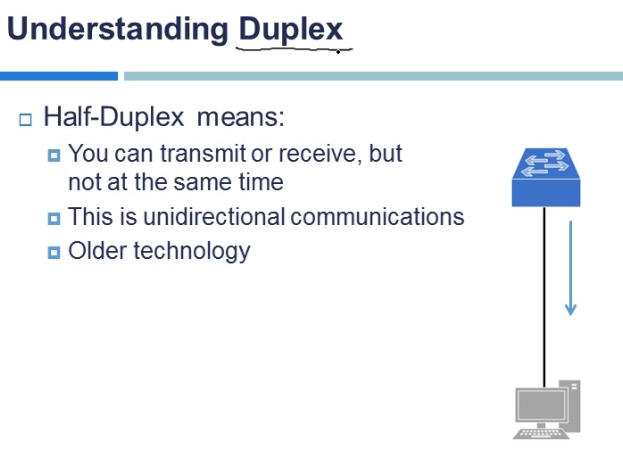 Understanding Duplex
Half-Duplex means:
You can transmit or receive, but
not at the same time
This is unidirectional communications
Older technology